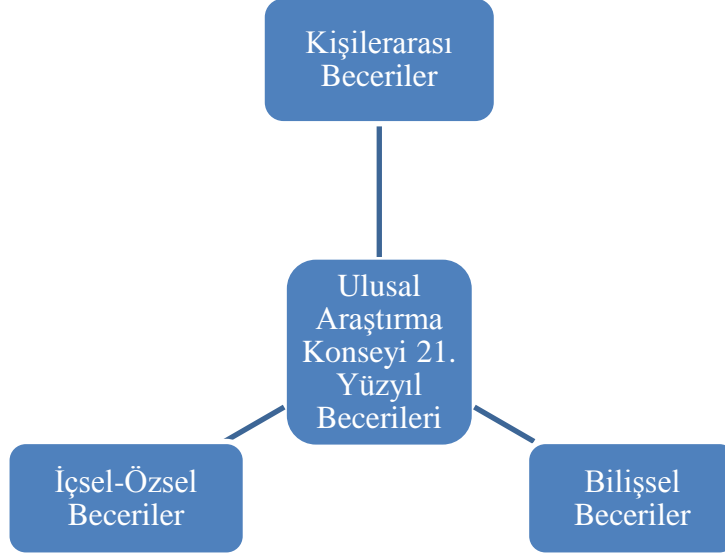 Kişilerarası
Beceriler
Ulusal
Araştırma
Konseyi 21.
Yüzyıl
Becerileri
İçsel-Özsel
Beceriler
Bilişsel
Beceriler